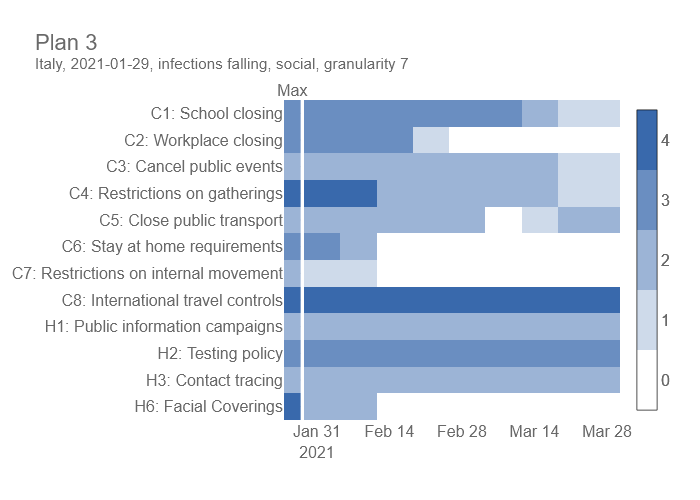 Plan 3
Italy, 2021-01-29, infections falling, social, granularity 7
Max
C1: School closing
C2: Workplace closing
C3: Cancel public events
C4: Restrictions on gatherings
C5: Close public transport
C6: Stay at home requirements
C7: Restrictions on internal movement
C8: International travel controls
H1: Public information campaigns
H2: Testing policy
H3: Contact tracing
H6: Facial Coverings
Jan 31 Feb 14 Feb 28 Mar 14 Mar 28
2021
4
3
2
1
0